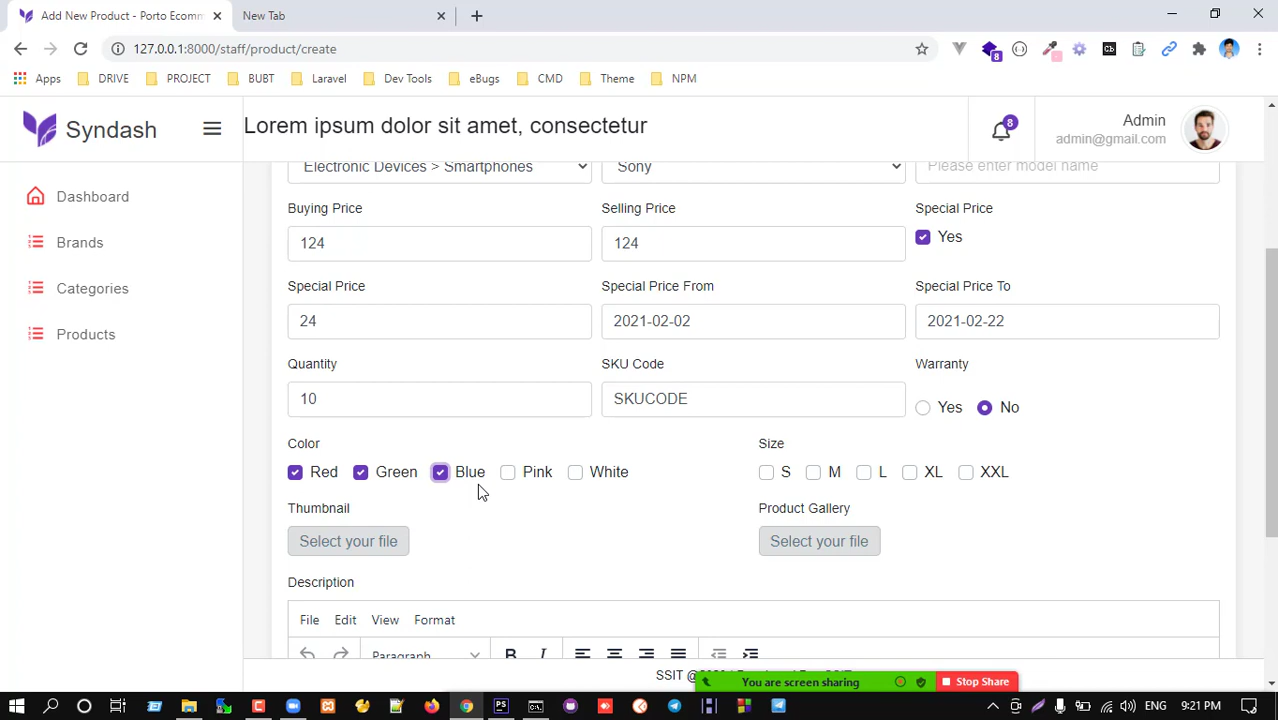 Add New Product - Porto Ecomm
New Tab
127.0.0.1:8000/staff/product/create
8
Apps
DRIVE
PROJECT
BUBT
Laravel
Dev Tools
eBugs
CMD
Theme
NPM
Syndash
Lorem ipsum dolor sit amet, consectetur
8
Admin
admin@gmail.com
Dashboard
Brands
Categories
Products
Electronic Devices > Smartphones
Sony
Please enter model name
Buying Price
Selling Price
Special Price
124
124
Yes
Special Price
Special Price From
Special Price To
24
2021-02-02
2021-02-22
Quantity
SKU Code
Warranty
10
SKUCODE
Yes
No
Color
Size
Red
Green
Blue
Pink
White
S
M
L
XL
XXL
Thumbnail
Product Gallery
Select your file
Select your file
Description
File
Edit
View
Format
Paragraph
B
I
SSIT @
You are screen sharing
Stop Share
9:21 PM